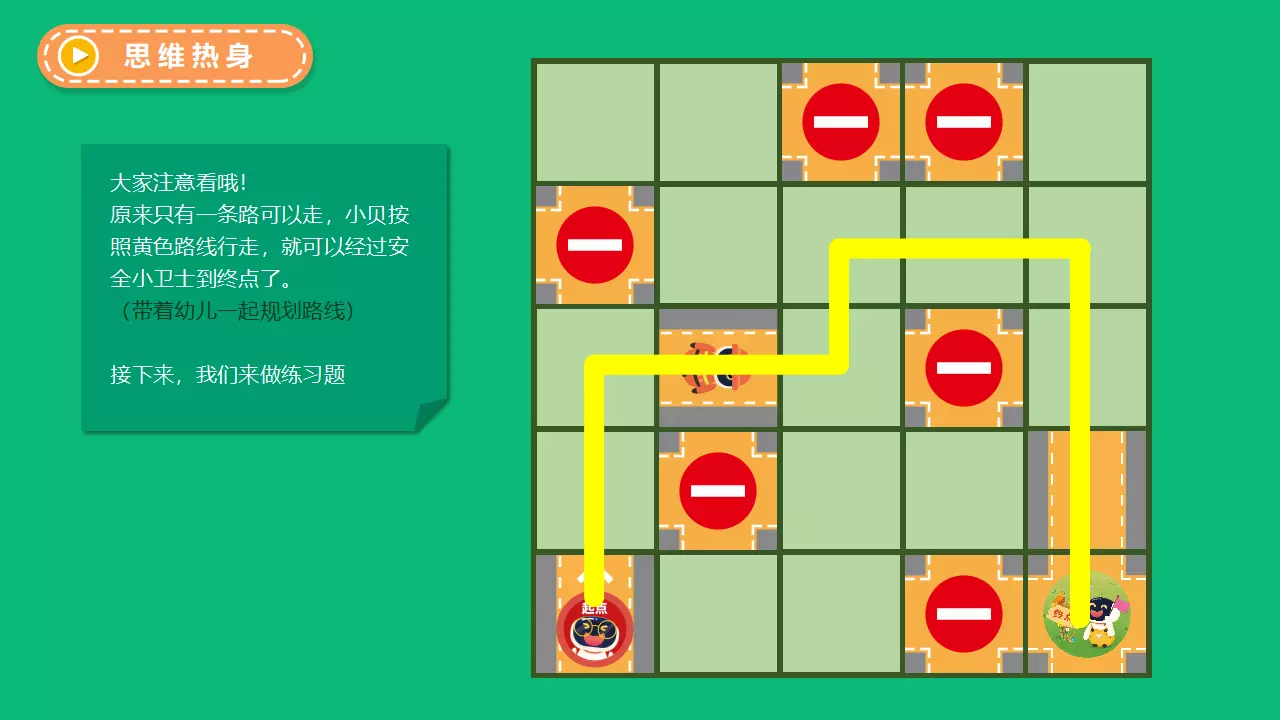 思维热身
大家注意看哦！
原来只有一条路可以走，小贝按
照黄色路线行走，就可以经过安
全小卫士到终点了。
（带着幼儿一起规划路线）
接下来，我们来做练习题
起点